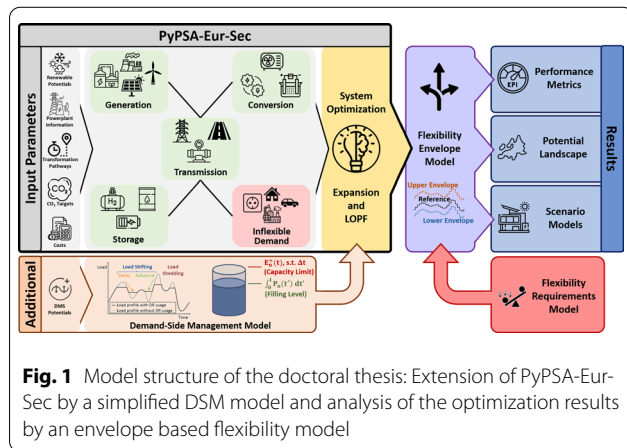 PyPSA-Eur-Sec
Input Parameters
Renewable
Potentials
Powerplant
Information
Transformation
Pathways
CO₂
CO₂ Targets
Costs
Generation
Conversion
Transmission
H₂
Storage
Inflexible
Demand
System
Optimization
Expansion
and
LOPF
Flexibility
Envelope
Model
Upper Envelope
Reference
Lower Envelope
EPI
Performance
Metrics
Potential
Landscape
Scenario
Models
Results
Additional
DMS
Potentials
Load
Load Shifting
Delay Advance
Load
Shedding
Load profile with DR usage
Load profile without DR usage
Time
(t), s.t. Δt
(Capacity Limit)
(t') dt'
(Filling Level)
Demand-Side Management Model
Flexibility
Requirements
Model
Fig. 1 Model structure of the doctoral thesis: Extension of PyPSA-Eur-
Sec by a simplified DSM model and analysis of the optimization results
by an envelope based flexibility model